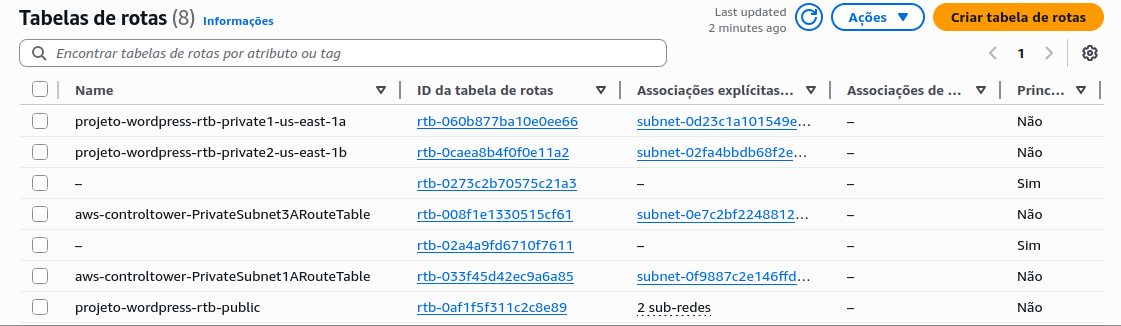 Tabelas de rotas (8) Informações
Last updated
2 minutes ago
Ações
Criar tabela de rotas
Encontrar tabelas de rotas por atributo ou tag
1
Name ID da tabela de rotas Associações explícitas... Associações de ... Princ...
projeto-wordpress-rtb-private1-us-east-1a rtb-060b877ba10e0ee66 subnet-0d23c1a101549e... – Não
projeto-wordpress-rtb-private2-us-east-1b rtb-0caea8b4f0f0e11a2 subnet-02fa4bbdb68f2e... – Não
– rtb-0273c2b70575c21a3 – – Sim
aws-controltower-PrivateSubnet3ARouteTable rtb-008f1e1330515cf61 subnet-0e7c2bf2248812... – Não
– rtb-02a4a9fd6710f7611 – – Sim
aws-controltower-PrivateSubnet1ARouteTable rtb-033f45d42ec9a6a85 subnet-0f9887c2e146ffd... – Não
projeto-wordpress-rtb-public rtb-0af1f5f311c2c8e89 2 sub-redes – Não